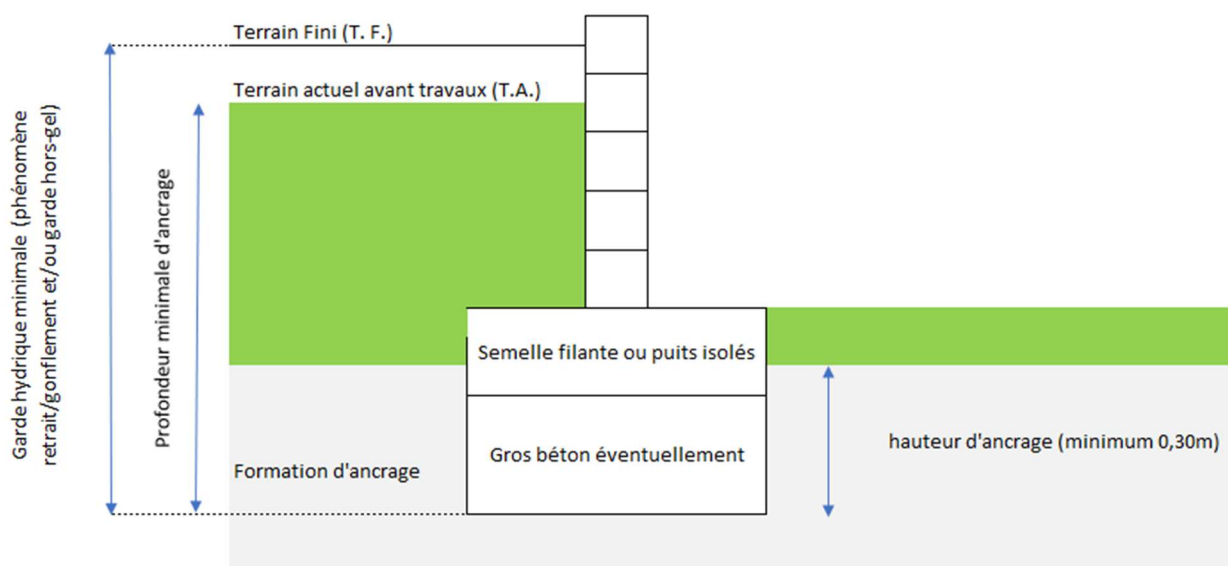 Terrain Fini (T. F.)
Terrain actuel avant travaux (T.A.)
Garde hydrique minimale (phénomène
retrait/gonflement et/ou garde hors-gel)
Profondeur minimale d'ancrage
Semelle filante ou puits isolés
Gros béton éventuellement
hauteur d'ancrage (minimum 0,30m)
Formation d'ancrage